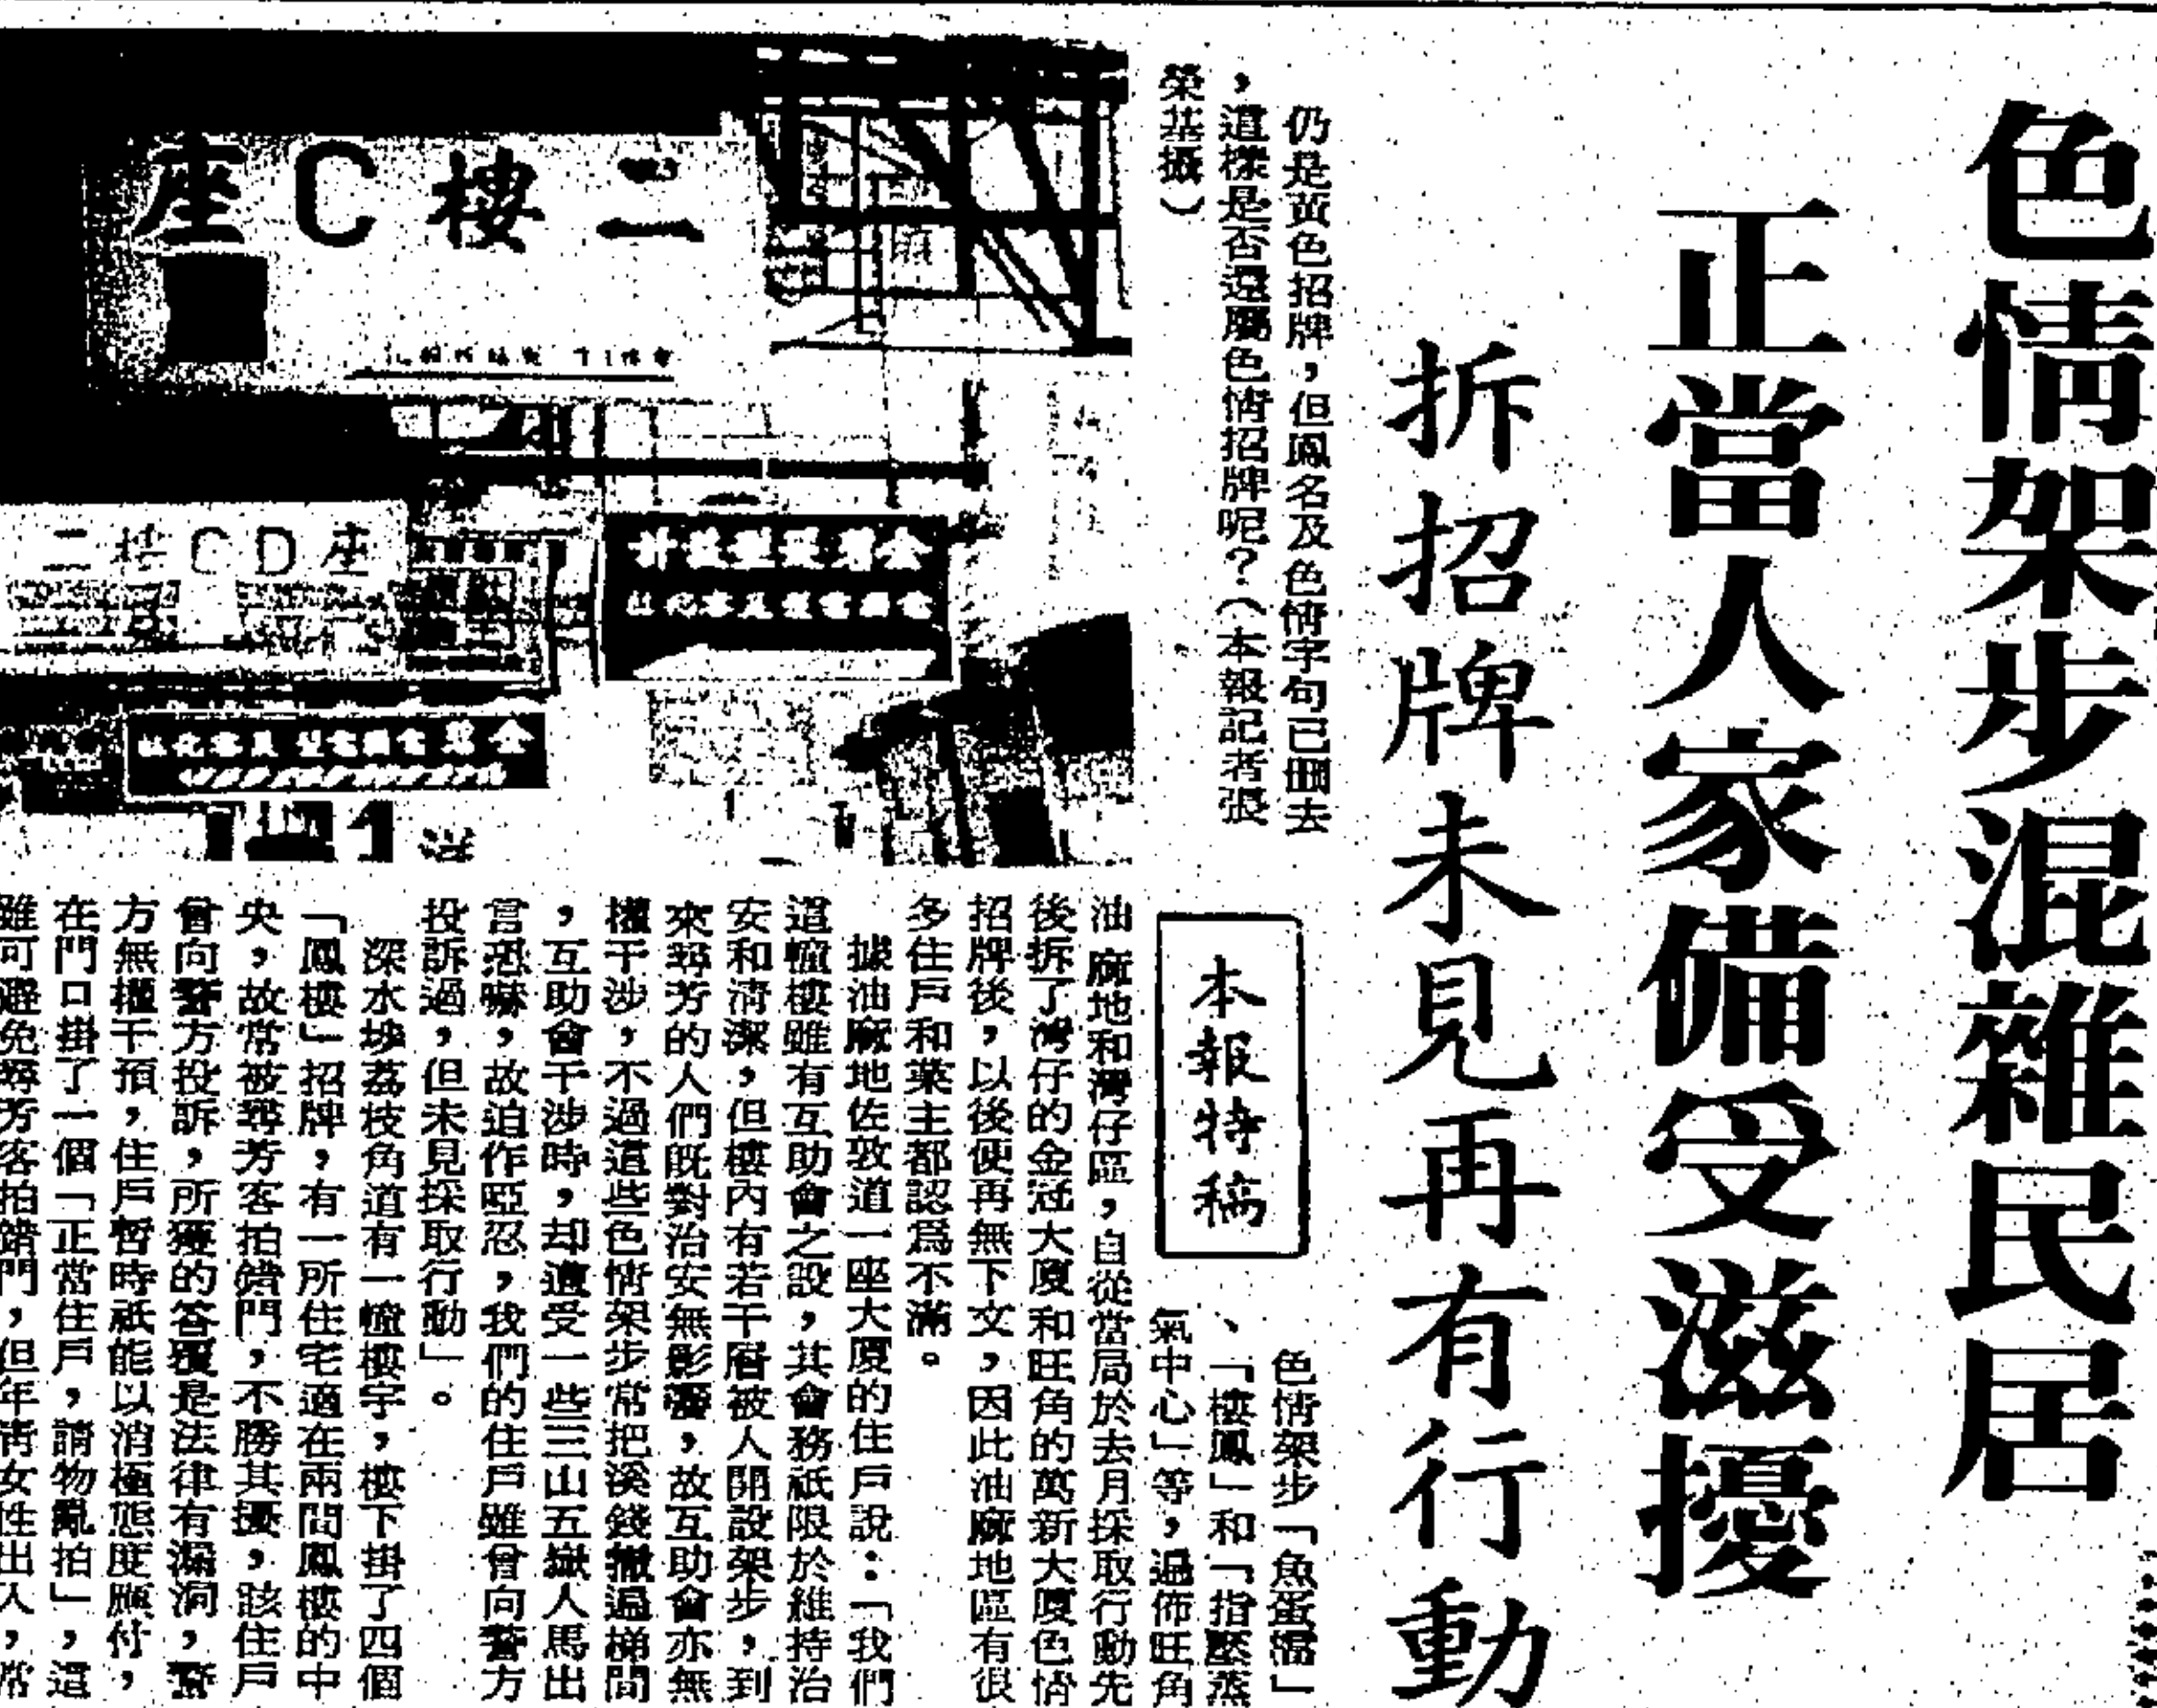 色情架步混雜民居
正當人家備受滋擾
拆招牌未見再有行動
仍是黃色招牌，但鳳名及色情字句已刪去
，這樣是否還屬色情招牌呢？（本報記者張
榮基攝）
二樓C座
二樓CD座
本報特稿
色情架步「魚蛋檔」
、「樓鳳」和「指壓蒸
氣中心」等，遍佈旺角
油廠地和灣仔區，自從當局於去月採取行動先
後拆了灣仔的金冠大廈和旺角的萬新大廈色情
招牌後，以後便再無下文，因此油廠地區有很
多住戶和業主都認爲不滿。
據油廠地佐敦道一座大廈的住戶說：「我們
這幢樓雖有互助會之設，其會務祇限於維持治
安和淸潔，但樓內有若干層被人開設架步，到
來尋芳的人們旣對治安無影響，故互助會亦無
權干涉，不過這些色情架步常把溪錢撒遍梯間
，互助會干涉時，却遭受一些三山五嶽人馬出
言恐嚇，故迫作啞忍，我們的住戶雖曾向警方
投訴過，但未見採取行動」。
深水埗荔枝角道有一幢樓宇，樓下掛了四個
「鳳樓」招牌，有一所住宅適在兩間鳳樓的中
央，故常被尋芳客拍錯門，不勝其擾，該住戶
曾向警方投訴，所獲的答覆是法律有漏洞，警
方無權干預，住戶暫時祇能以消極態度應付，
在門口掛了一個「正常住戶，請勿亂拍」，這
雖可避免尋芳客拍錯門，但年靑女性出入，常